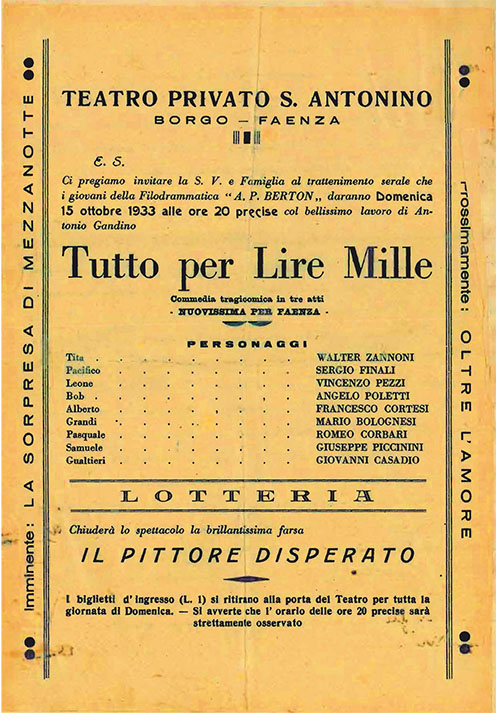 TEATRO PRIVATO S. ANTONINO
BORGO — FAENZA
E. S.
Ci pregiamo invitare la S. V. e Famiglia al trattenimento serale che
i giovani della Filodrammatica "A. P. BERTON„ daranno Domenica
15 ottobre 1933 alle ore 20 precise col bellissimo lavoro di An-
tonio Gandino
Tutto per Lire Mille
Commedia tragicomica in tre atti
- NUOVISSIMA PER FAENZA -
PERSONAGGI
Tita . . . . . . . . WALTER ZANNONI
Pacifico . . . . . . . . SERGIO FINALI
Leone . . . . . . . . VINCENZO PEZZI
Bob . . . . . . . . ANGELO POLETTI
Alberto . . . . . . . . FRANCESCO CORTESI
Grandi . . . . . . . . MARIO BOLOGNESI
Pasquale . . . . . . . . ROMEO CORBARI
Samuele . . . . . . . . GIUSEPPE PICCININI
Gualtieri . . . . . . . . GIOVANNI CASADIO
LOTTERIA
Chiuderà lo spettacolo la brillantissima farsa
IL PITTORE DISPERATO
I biglietti d' ingresso (L. 1) si ritirano alla porta del Teatro per tutta la
giornata di Domenica. — Si avverte che l' orario delle ore 20 precise sarà
strettamente osservato
Imminente: LA SORPRESA DI MEZZANOTTE
Prossimamente: OLTRE L'AMORE